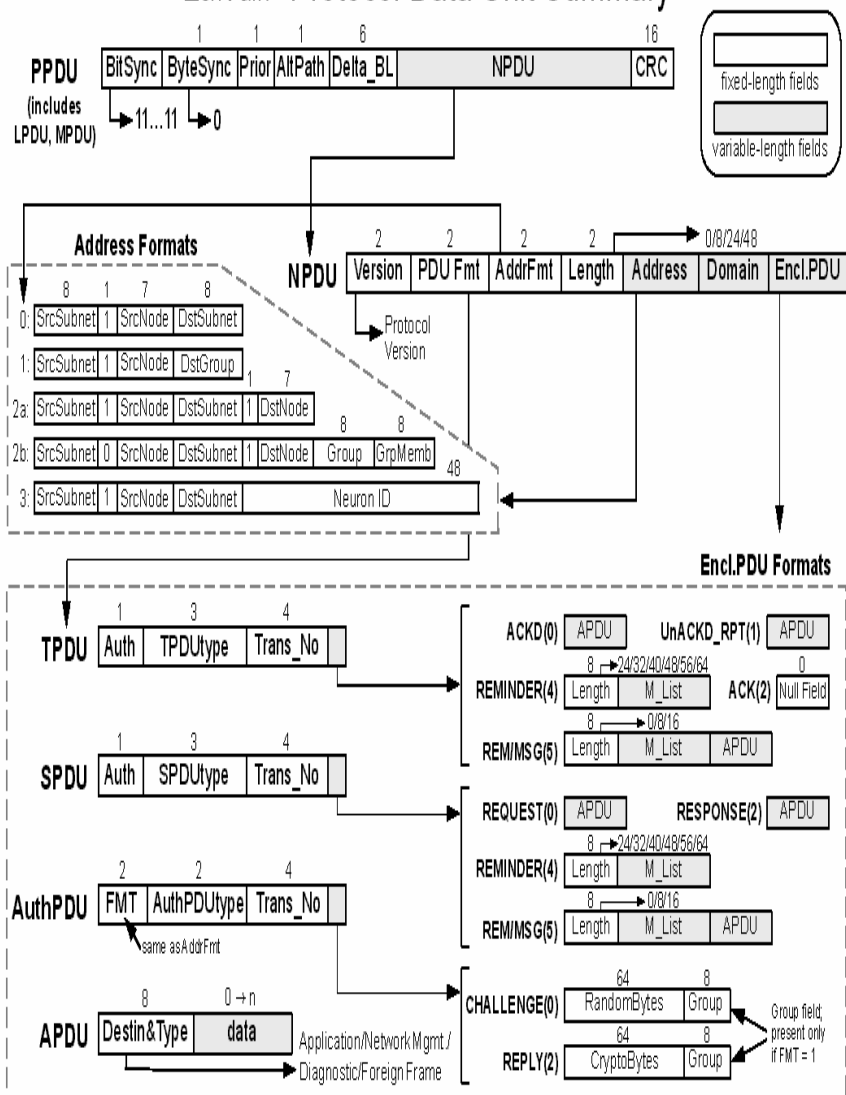 Protocol Data Unit Summary
1 1 1 6 16
PPDU BitSync ByteSync Prior AltPath Delta_BL NPDU CRC
(includes
LPDU, MPDU)
11...11 0
fixed-length fields
variable-length fields
0/8/24/48
2 2 2 2
NPDU Version PDU Fmt AddrFmt Length Address Domain Encl.PDU
Protocol
Version
Address Formats
8 1 7 8
0: SrcSubnet 1 SrcNode DstSubnet
1: SrcSubnet 1 SrcNode DstGroup
1 7
2a: SrcSubnet 1 SrcNode DstSubnet 1 DstNode
8 8
2b: SrcSubnet 0 SrcNode DstSubnet 1 DstNode Group GrpMemb
48
3: SrcSubnet 1 SrcNode DstSubnet Neuron ID
Encl.PDU Formats
1 3 4
TPDU Auth TPDUtype Trans_No
ACKD(0) APDU UnACKD_RPT(1) APDU
8 24/32/40/48/56/64 0
REMINDER(4) Length M_List ACK(2) Null Field
8 0/8/16
REM/MSG(5) Length M_List APDU
1 3 4
SPDU Auth SPDUtype Trans_No
REQUEST(0) APDU RESPONSE(2) APDU
8 24/32/40/48/56/64
REMINDER(4) Length M_List
8 0/8/16
REM/MSG(5) Length M_List APDU
2 2 4
AuthPDU FMT AuthPDUtype Trans_No
same as AddrFmt
64 8
CHALLENGE(0) RandomBytes Group
64 8
REPLY(2) CryptoBytes Group
Group field;
present only
if FMT = 1
8 0→n
APDU Destin&Type data
Application/Network Mgmt./
Diagnostic/Foreign Frame